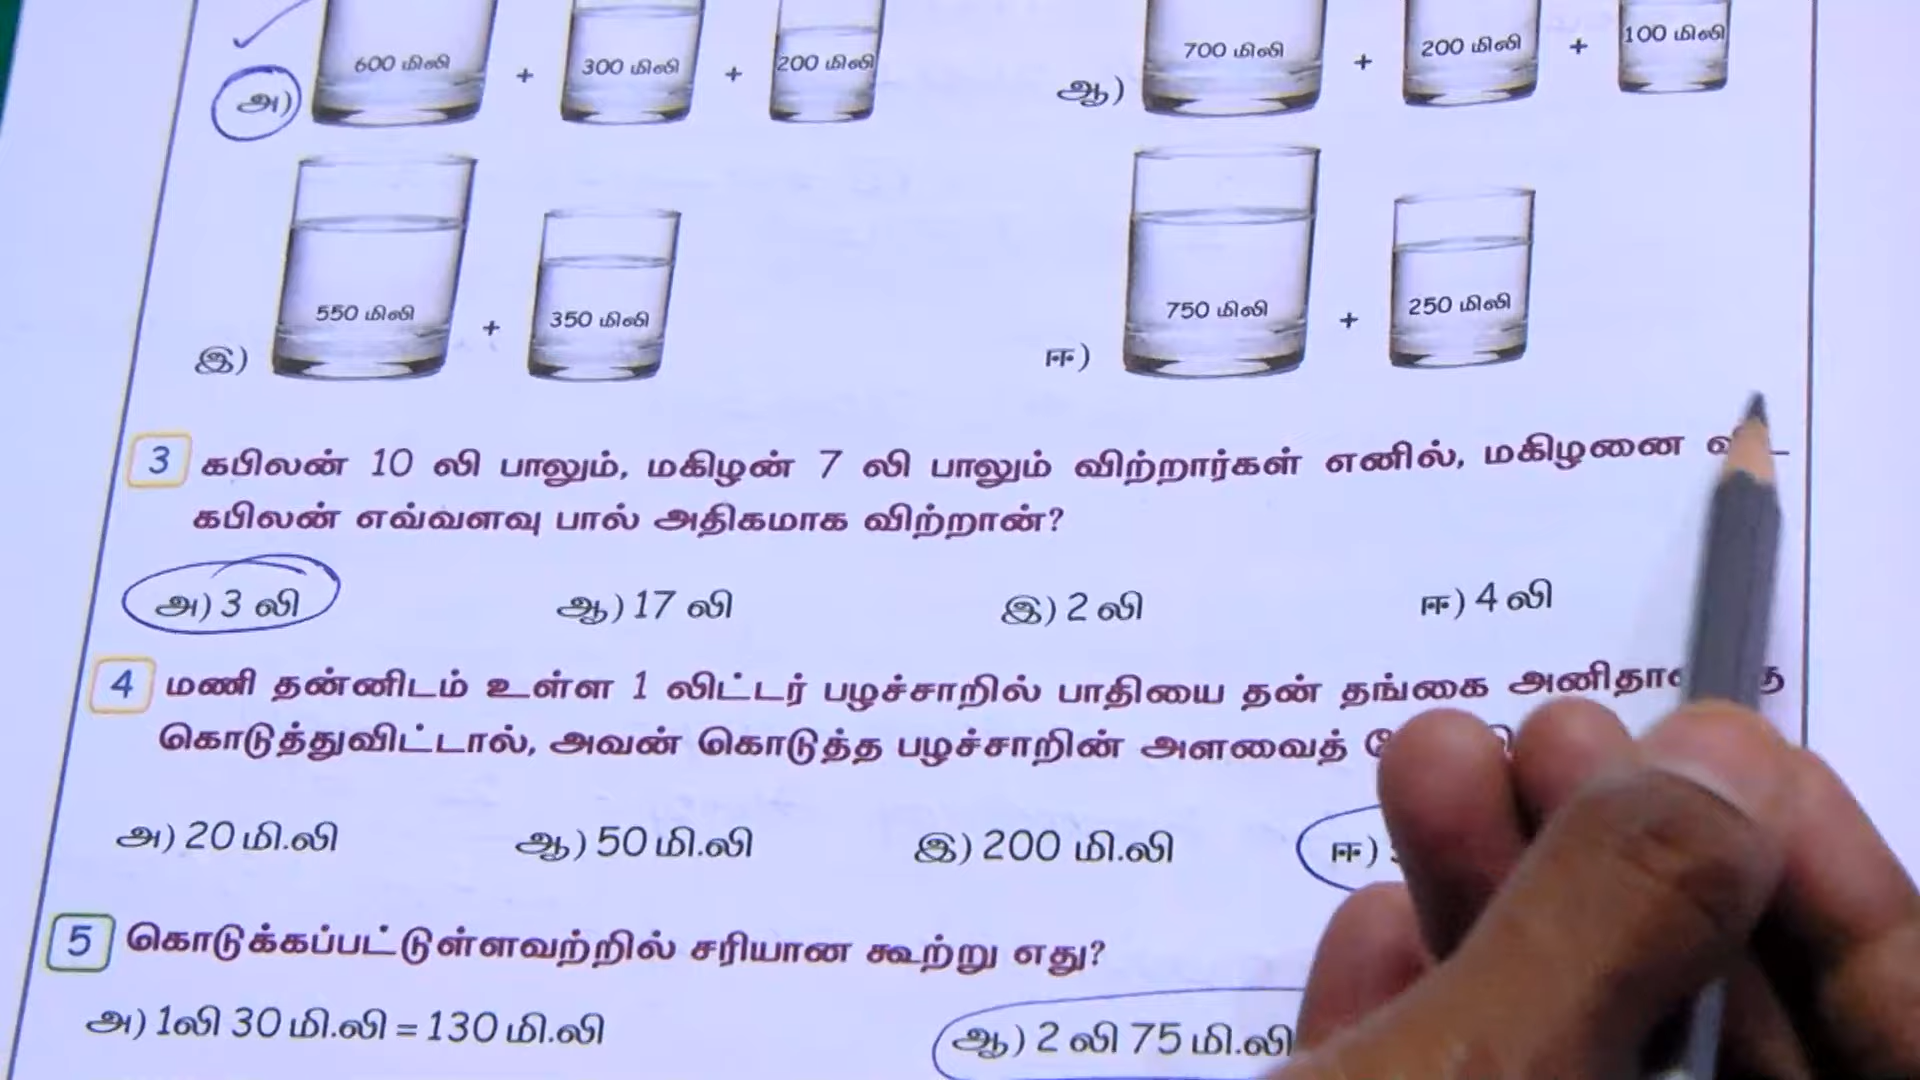 அ) 600 மிலி + 300 மிலி + 200 மிலி
ஆ) 700 மிலி + 200 மிலி + 100 மிலி
இ) 550 மிலி + 350 மிலி
ஈ) 750 மிலி + 250 மிலி
3 கபிலன் 10 லி பாலும், மகிழன் 7 லி பாலும் விற்றார்கள் எனில், மகிழனை
கபிலன் எவ்வளவு பால் அதிகமாக விற்றான்?
அ) 3 லி ஆ) 17 லி இ) 2 லி ஈ) 4 லி
4 மணி தன்னிடம் உள்ள 1 லிட்டர் பழச்சாறில் பாதியை தன் தங்கை
கொடுத்துவிட்டால், அவன் கொடுத்த பழச்சாறின் அளவைத்
அ) 20 மி.லி ஆ) 50 மி.லி இ) 200 மி.லி ஈ)
5 கொடுக்கப்பட்டுள்ளவற்றில் சரியான கூற்று எது?
அ) 1லி 30 மி.லி = 130 மி.லி ஆ) 2 லி 75 மி.லி